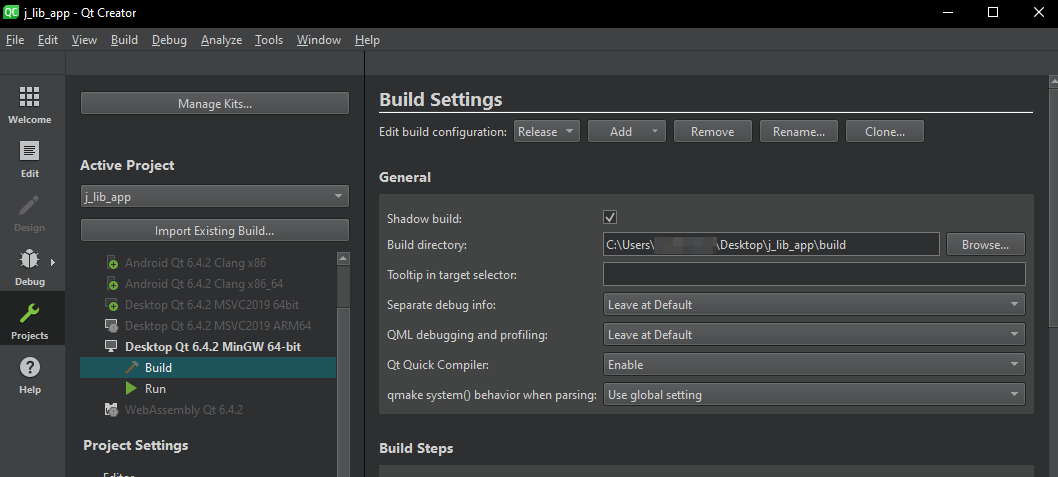 QC j_lib_app - Qt Creator
File Edit View Build Debug Analyze Tools Window Help
Welcome
Edit
Design
Debug
Projects
Help
Manage Kits...
Active Project
j_lib_app
Import Existing Build...
Android Qt 6.4.2 Clang x86
Android Qt 6.4.2 Clang x86_64
Desktop Qt 6.4.2 MSVC2019 64bit
Desktop Qt 6.4.2 MSVC2019 ARM64
Desktop Qt 6.4.2 MinGW 64-bit
Build
Run
WebAssembly Qt 6.4.2
Project Settings
Editor
Build Settings
Edit build configuration: Release Add Remove Rename... Clone...
General
Shadow build:
Build directory: C:\Users\ \Desktop\j_lib_app\build Browse...
Tooltip in target selector:
Separate debug info: Leave at Default
QML debugging and profiling: Leave at Default
Qt Quick Compiler: Enable
qmake system() behavior when parsing: Use global setting
Build Steps